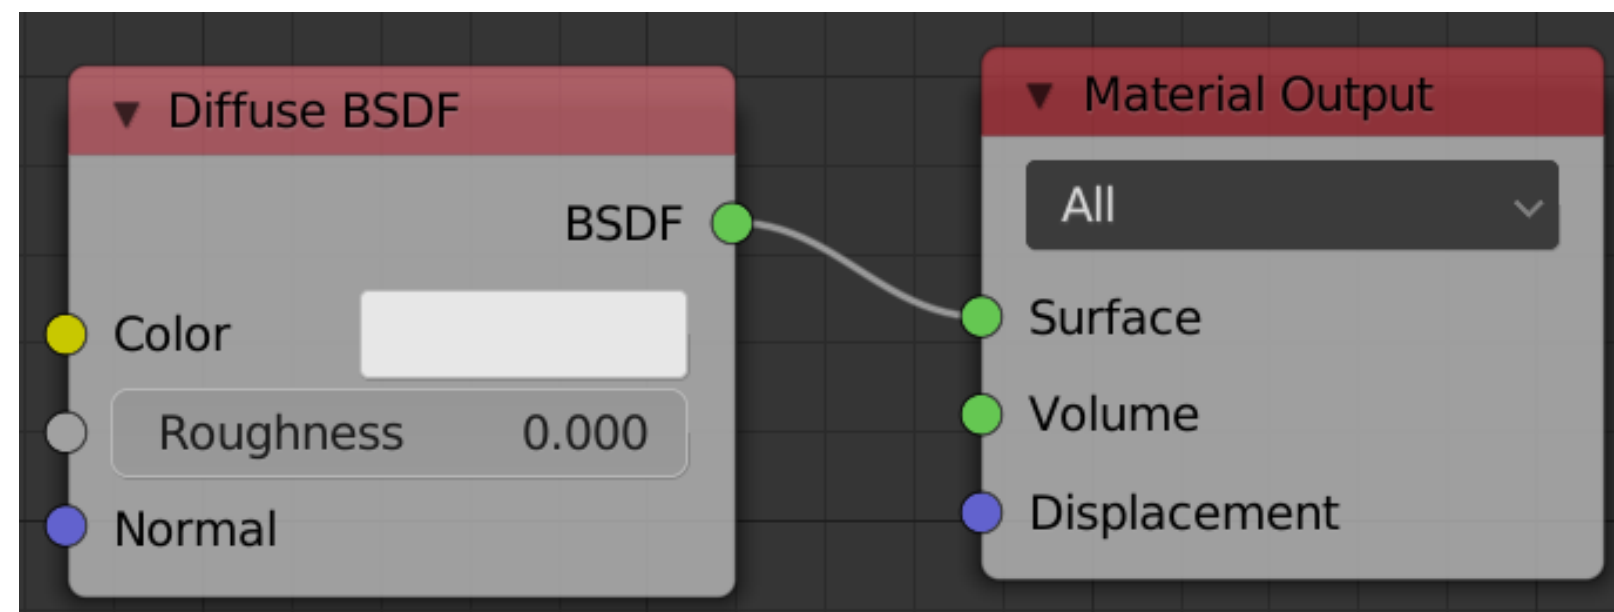 Diffuse BSDF
BSDF
Color
Roughness 0.000
Normal
Material Output
All
Surface
Volume
Displacement